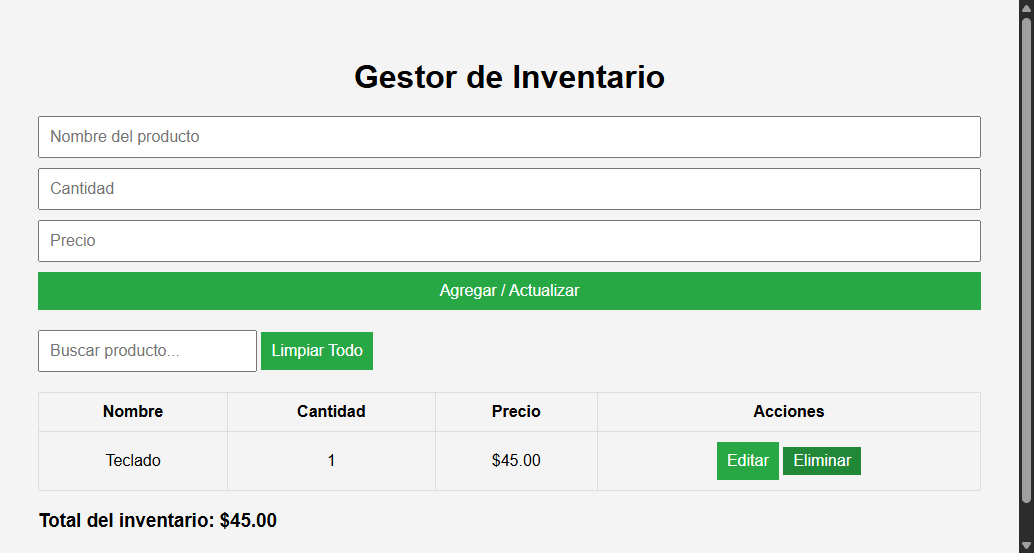 Gestor de Inventario
Nombre del producto
Cantidad
Precio
Agregar / Actualizar
Buscar producto... Limpiar Todo
Nombre Cantidad Precio Acciones
Teclado 1 $45.00 Editar Eliminar
Total del inventario: $45.00